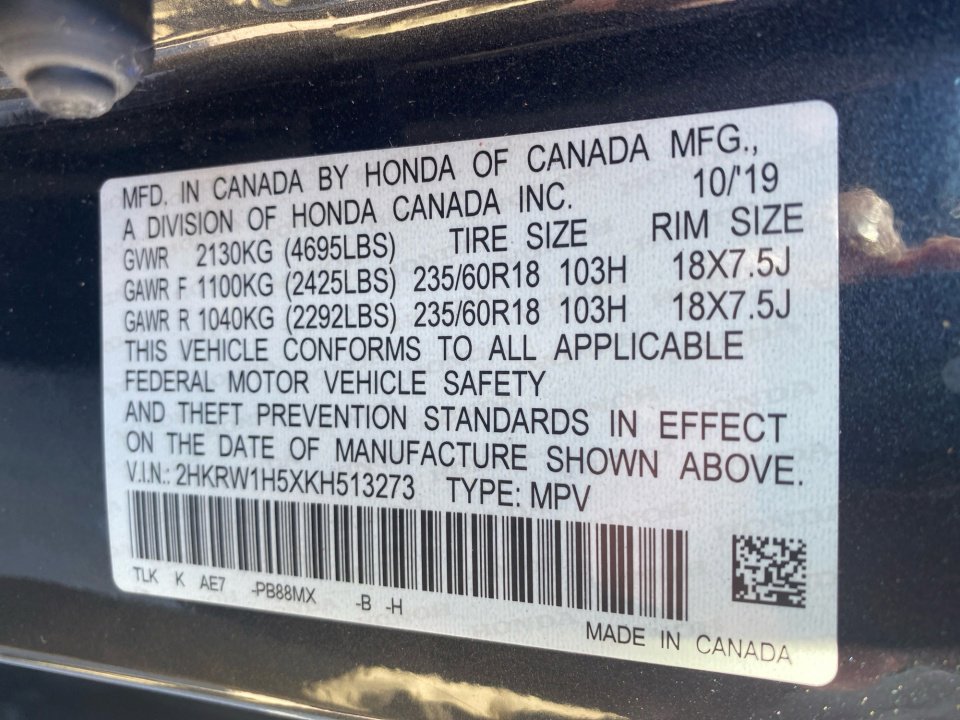 MFD. IN CANADA BY HONDA OF CANADA MFG.,
A DIVISION OF HONDA CANADA INC. 10/'19
GVWR 2130KG (4695LBS) TIRE SIZE RIM SIZE
GAWR F 1100KG (2425LBS) 235/60R18 103H 18X7.5J
GAWR R 1040KG (2292LBS) 235/60R18 103H 18X7.5J
THIS VEHICLE CONFORMS TO ALL APPLICABLE
FEDERAL MOTOR VEHICLE SAFETY
AND THEFT PREVENTION STANDARDS IN EFFECT
ON THE DATE OF MANUFACTURE SHOWN ABOVE.
V.I.N.: 2HKRW1H5XKH513273 TYPE: MPV
TLK K AE7 -PB88MX -B -H
MADE IN CANADA